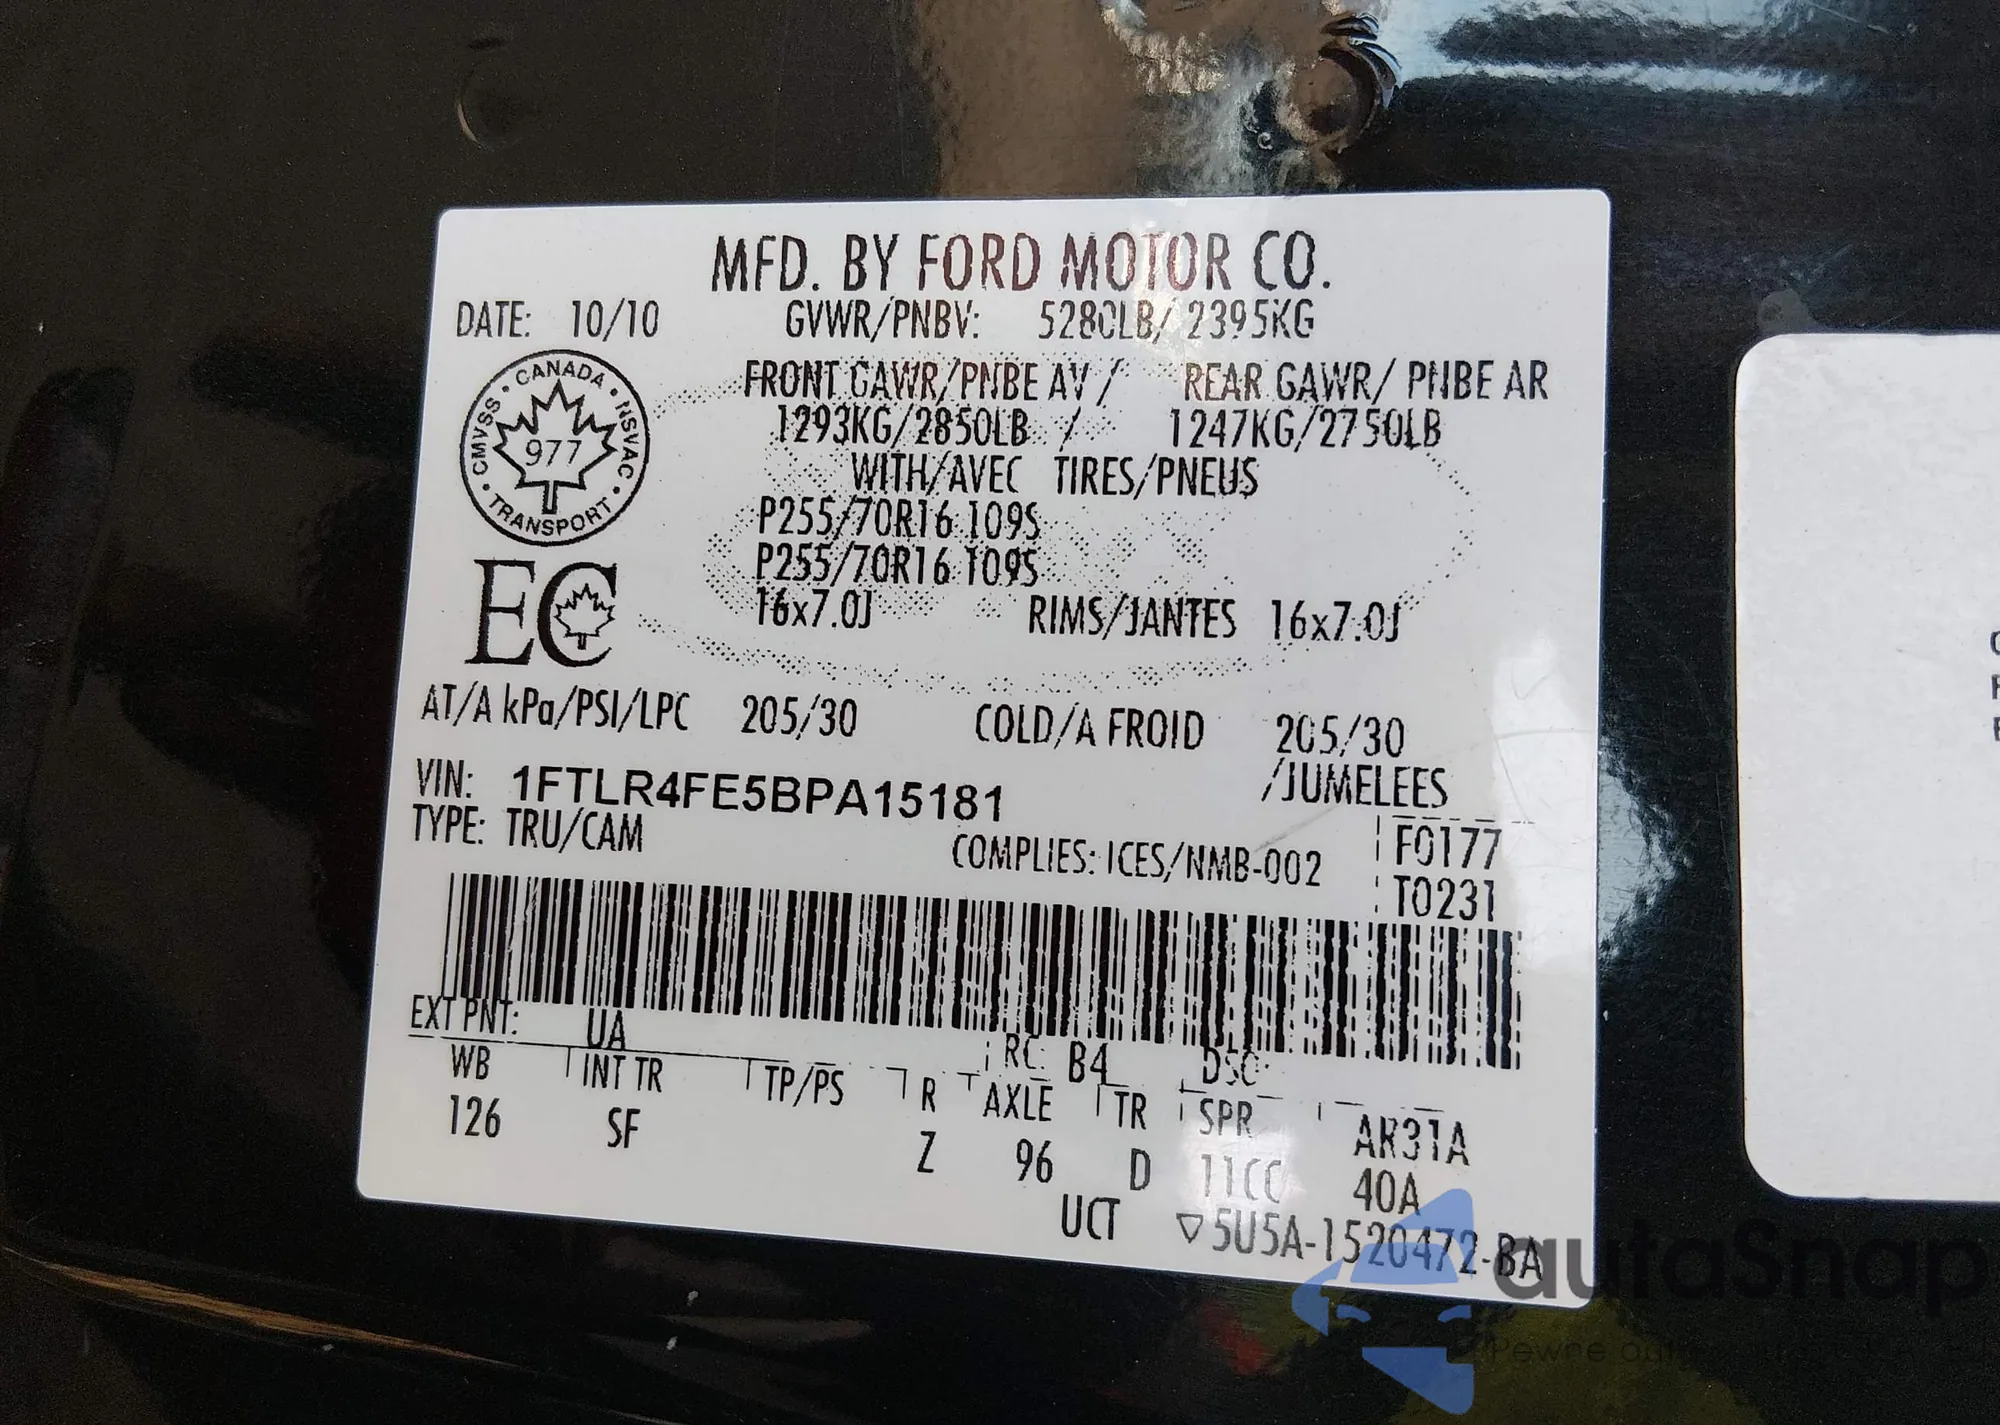 MFD. BY FORD MOTOR CO.
DATE: 10/10 GVWR/PNBV: 5280LB/ 2395KG
CANADA
CMVSS NSVAC
977
TRANSPORT
FRONT GAWR/PNBE AV / REAR GAWR/ PNBE AR
1293KG/2850LB / 1247KG/2750LB
WITH/AVEC TIRES/PNEUS
P255/70R16 109S
P255/70R16 109S
EC
16x7.0J RIMS/JANTES 16x7.0J
AT/A kPa/PSI/LPC 205/30 COLD/A FROID 205/30
/JUMELEES
VIN: 1FTLR4FE5BPA15181
TYPE: TRU/CAM
COMPLIES: ICES/NMB-002
F0177
T0231
EXT PNT: UA RC: B4 DSO:
WB INT TR TP/PS R AXLE TR SPR AR31A
126 SF Z 96 D 11CC 40A
UCT ▽5U5A-1520472-BA
autaSnap
Pewne